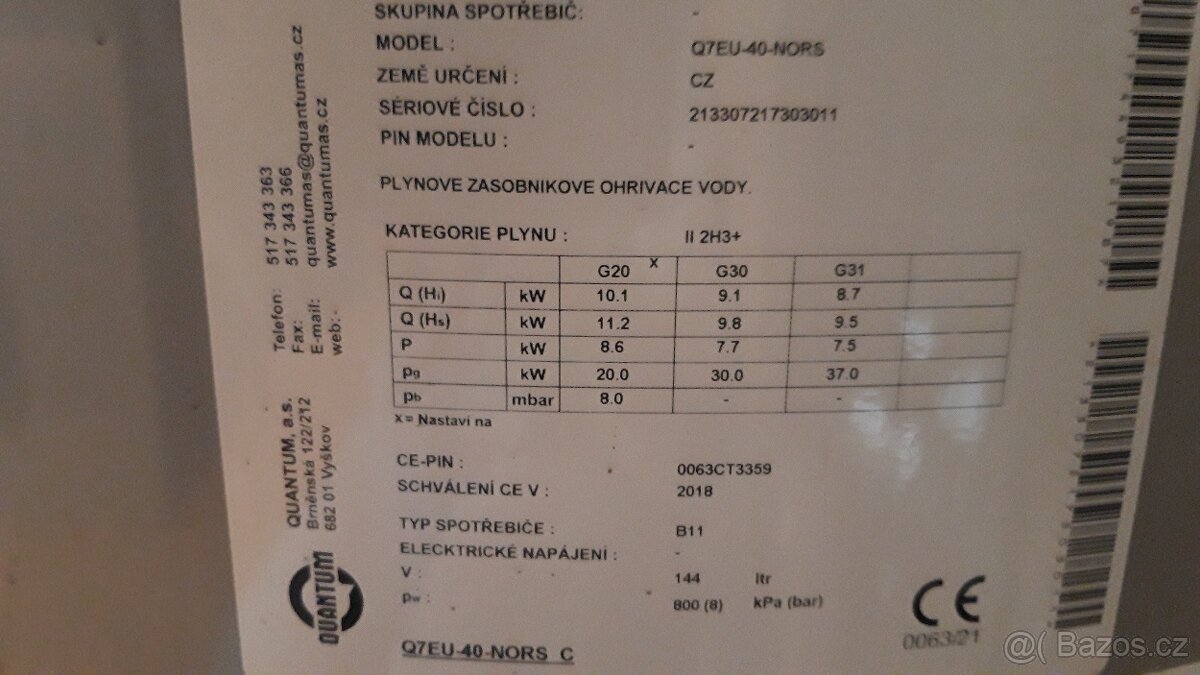 SKUPINA SPOTŘEBIČ: -
MODEL : Q7EU-40-NORS
ZEMĚ URČENÍ : CZ
SÉRIOVÉ ČÍSLO : 213307217303011
PIN MODELU : -
PLYNOVE ZASOBNIKOVE OHRIVACE VODY.
KATEGORIE PLYNU : II 2H3+
G20 x G30 G31
Q (Hi) kW 10.1 9.1 8.7
Q (Hs) kW 11.2 9.8 9.5
P kW 8.6 7.7 7.5
pg kW 20.0 30.0 37.0
pb mbar 8.0 - -
x = Nastavi na
CE-PIN : 0063CT3359
SCHVÁLENÍ CE V : 2018
TYP SPOTŘEBIČE : B11
ELECKTRICKÉ NAPÁJENÍ : -
V : 144 ltr
pw : 800 (8) kPa (bar)
Q7EU-40-NORS C
CE
0063/21
QUANTUM
QUANTUM, a.s.
Brněnská 122/212
682 01 Vyškov
Telefon: 517 343 363
Fax: 517 343 366
E-mail: quantumas@quantumas.cz
web: www.quantumas.cz
Bazos.cz